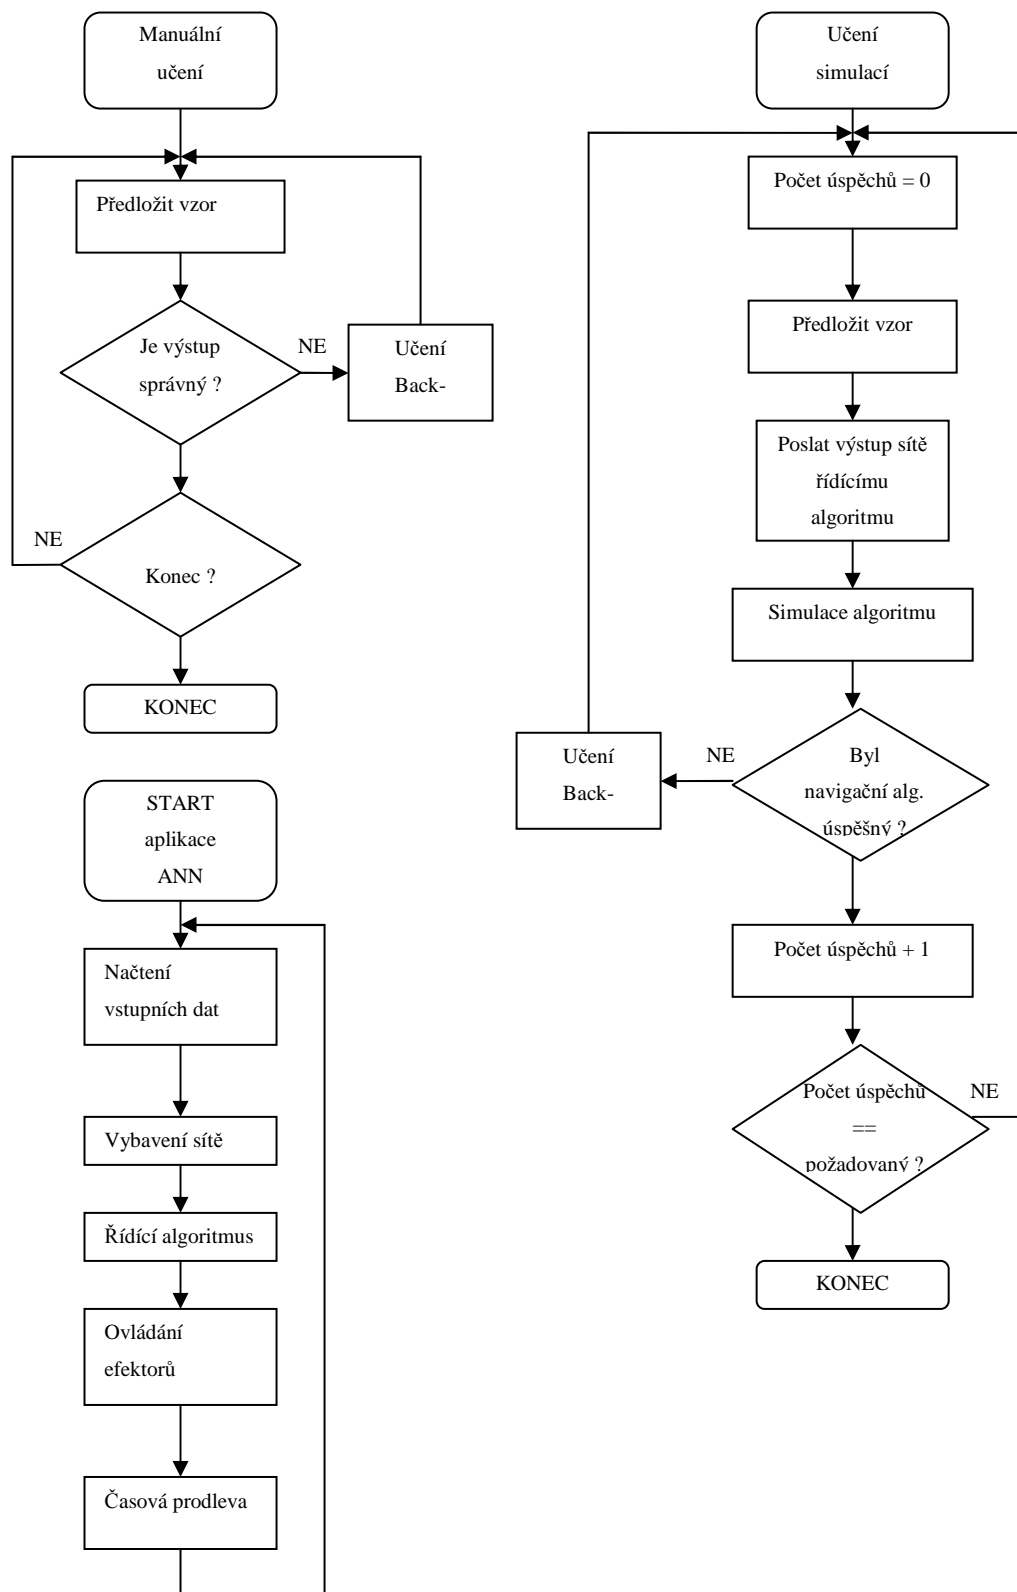 Manuální
učení
Předložit vzor
Je výstup
správný ?
NE
Učení
Back-
NE
Konec ?
KONEC
START
aplikace
ANN
Načtení
vstupních dat
Vybavení sítě
Řídící algoritmus
Ovládání
efektorů
Časová prodleva
Učení
simulací
Počet úspěchů = 0
Předložit vzor
Poslat výstup sítě
řídícímu
algoritmu
Simulace algoritmu
Byl
navigační alg.
úspěšný ?
NE
Učení
Back-
Počet úspěchů + 1
Počet úspěchů
==
požadovaný ?
NE
KONEC